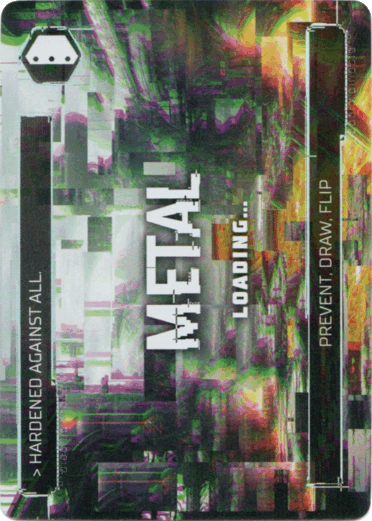 > HARDENED AGAINST ALL.
METAL
LOADING...
PREVENT, DRAW, FLIP